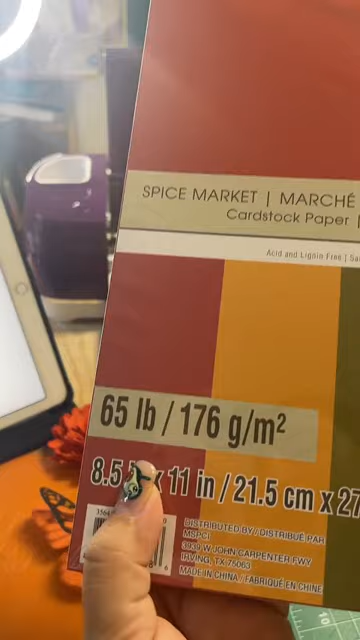 SPICE MARKET | MARCHÉ
Cardstock Paper |
Acid and Lignin Free | Sa
65 lb / 176 g/m²
8.5 in x 11 in / 21.5 cm x 27
DISTRIBUTED BY / DISTRIBUÉ PAR
MSPCI
3939 W JOHN CARPENTER FWY
IRVING, TX 75063
MADE IN CHINA / FABRIQUÉ EN CHINE